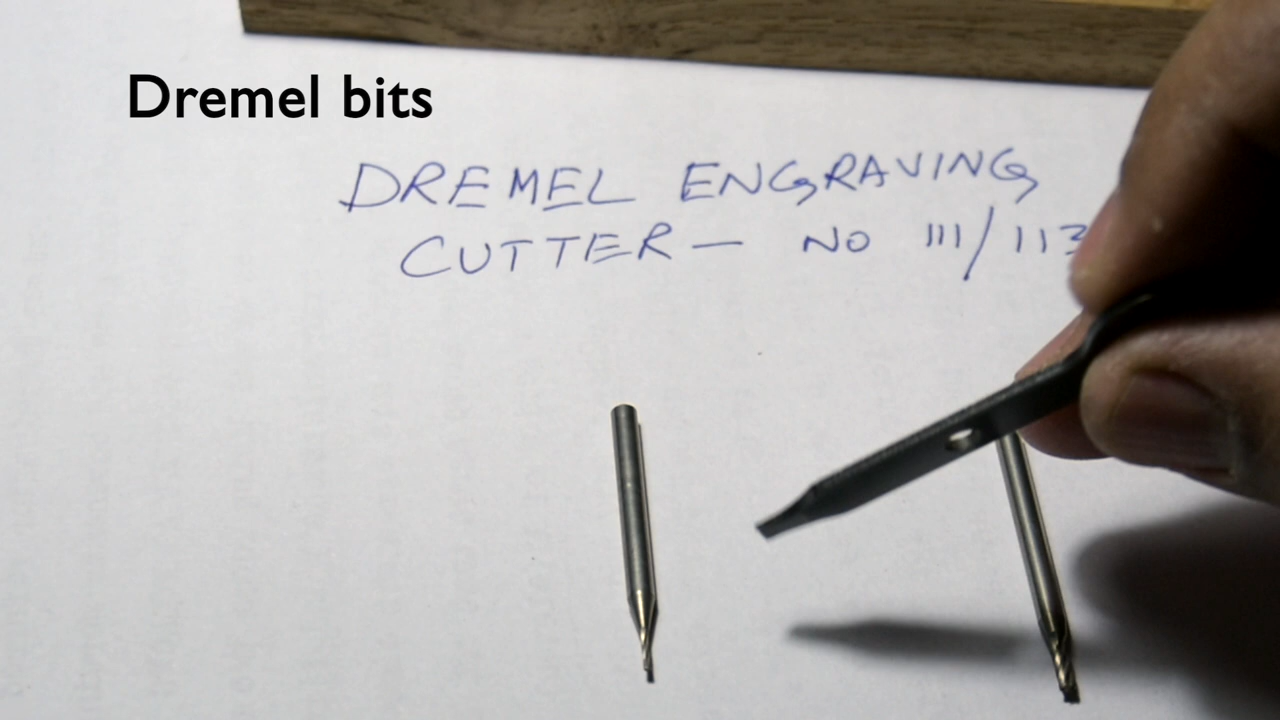 Dremel bits
DREMEL ENGRAVING
CUTTER — NO 111/113